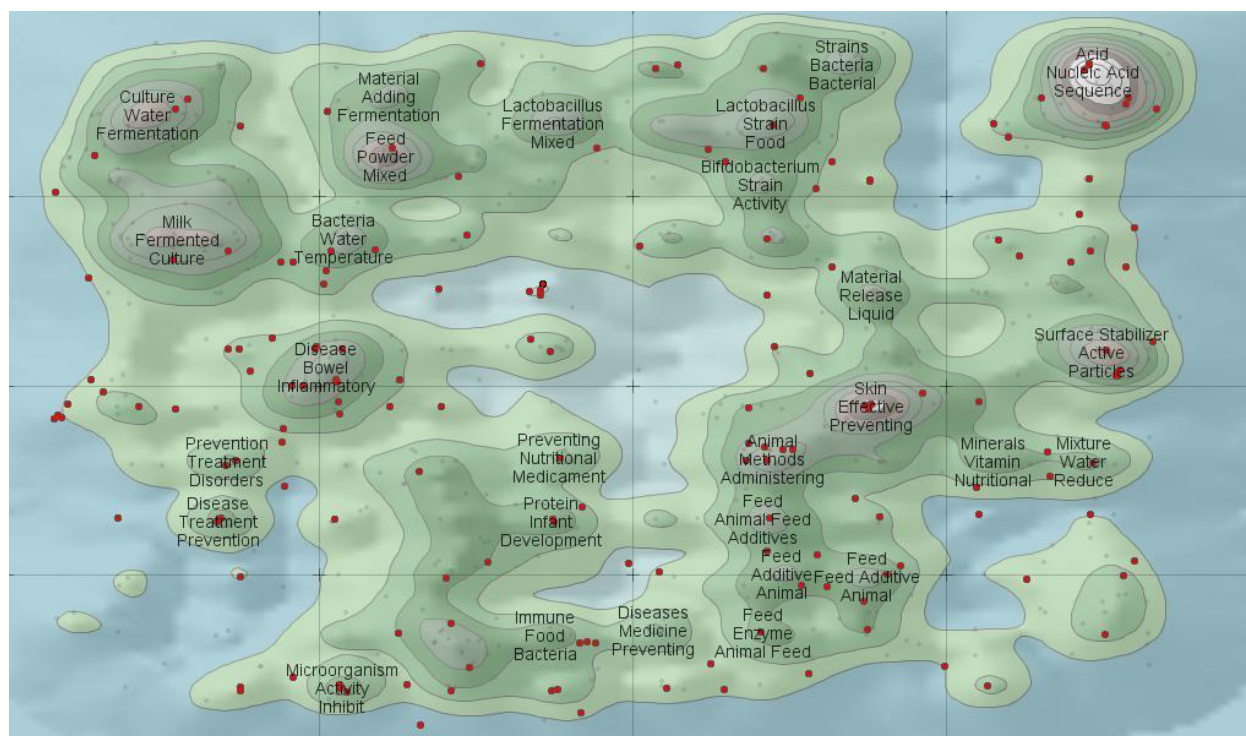 Strains
Bacteria
Bacterial
Acid
Nucleic Acid
Sequence
Culture
Water
Fermentation
Material
Adding
Fermentation
Lactobacillus
Fermentation
Mixed
Lactobacillus
Strain
Food
Feed
Powder
Mixed
Bifidobacterium
Strain
Activity
Milk
Fermented
Culture
Bacteria
Water
Temperature
Material
Release
Liquid
Surface Stabilizer
Active
Particles
Disease
Bowel
Inflammatory
Skin
Effective
Preventing
Prevention
Treatment
Disorders
Preventing
Nutritional
Medicament
Animal
Methods
Administering
Minerals
Vitamin
Nutritional
Mixture
Water
Reduce
Disease
Treatment
Prevention
Protein
Infant
Development
Feed
Animal Feed
Additives
Feed
Additive
Animal
Feed
Feed Additive
Animal
Immune
Food
Bacteria
Diseases
Medicine
Preventing
Feed
Enzyme
Animal Feed
Microorganism
Activity
Inhibit